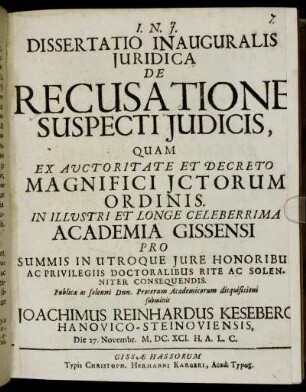 7.
I. N. J.
DISSERTATIO INAUGURALIS
JURIDICA
DE
RECUSATIONE
SUSPECTI JUDICIS,
QUAM
EX AUCTORITATE ET DECRETO
MAGNIFICI JCTORUM
ORDINIS.
IN ILLUSTRI ET LONGE CELEBERRIMA
ACADEMIA GISSENSI
PRO
SUMMIS IN UTROQUE JURE HONORIBU
AC PRIVILEGIIS DOCTORALIBUS RITE AC SOLEN-
NITER CONSEQUENDIS.
Publicæ ac solenni Dnn. Procerum Academicorum disquisitioni
submittit
JOACHIMUS REINHARDUS KESEBERG
HANOVICO-STEINOVIENSIS,
Die 27. Novembr. M. DC. XCI. H. A. L. C.
GISSÆ HASSORUM
Typis CHRISTOPH. HERMANNI KARGERI, Acad. Typog.